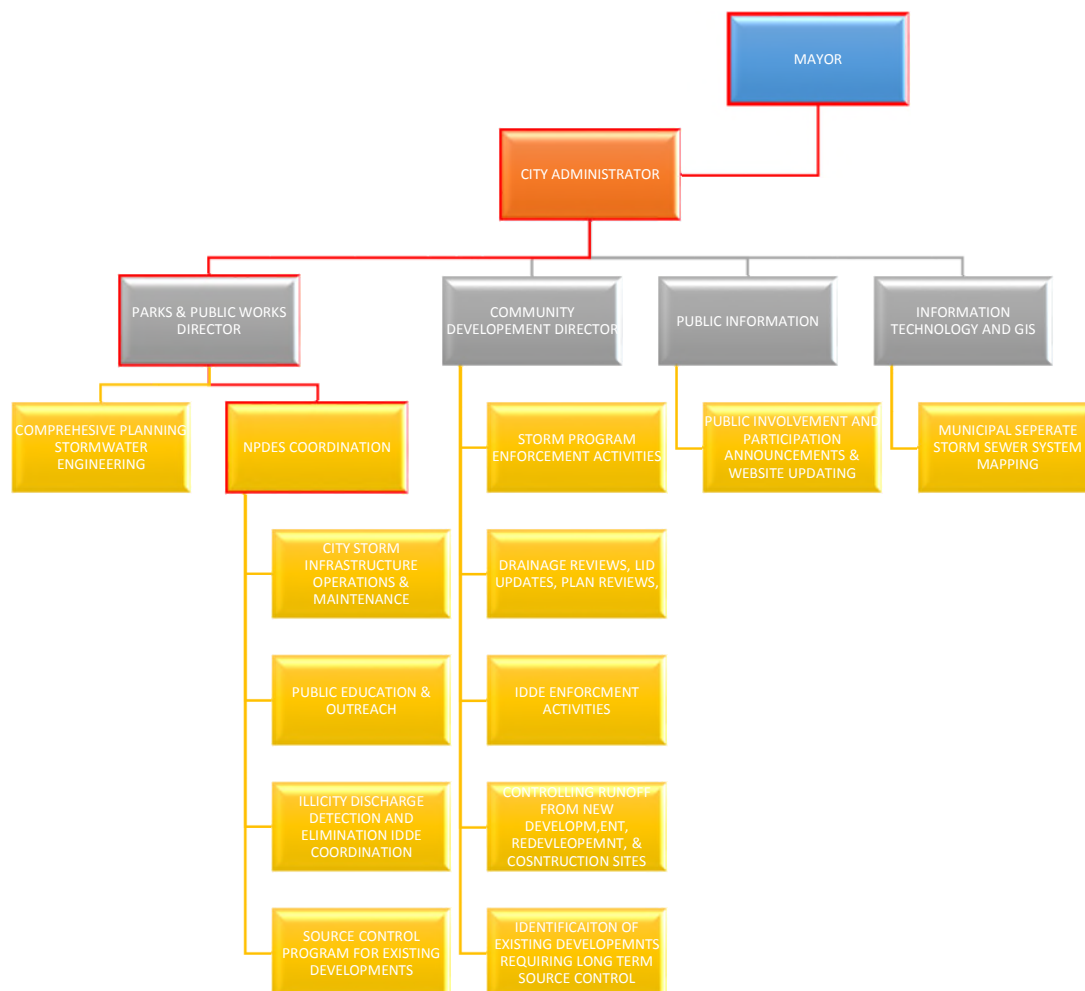 MAYOR
CITY ADMINISTRATOR
PARKS & PUBLIC WORKS
DIRECTOR
COMMUNITY
DEVELOPEMENT DIRECTOR
PUBLIC INFORMATION
INFORMATION
TECHNOLOGY AND GIS
COMPREHESIVE PLANNING
STORMWATER
ENGINEERING
NPDES COORDINATION
STORM PROGRAM
ENFORCEMENT ACTIVITIES
PUBLIC INVOLVEMENT AND
PARTICIPATION
ANNOUNCEMENTS &
WEBSITE UPDATING
MUNICIPAL SEPERATE
STORM SEWER SYSTEM
MAPPING
CITY STORM
INFRASTRUCTURE
OPERATIONS &
MAINTENANCE
DRAINAGE REVIEWS, LID
UPDATES, PLAN REVIEWS,
PUBLIC EDUCATION &
OUTREACH
IDDE ENFORCMENT
ACTIVITIES
ILLICITY DISCHARGE
DETECTION AND
ELIMINATION IDDE
COORDINATION
CONTROLLING RUNOFF
FROM NEW
DEVELOPM,ENT,
REDEVLEOPEMNT, &
COSNTRUCTION SITES
SOURCE CONTROL
PROGRAM FOR EXISTING
DEVELOPMENTS
IDENTIFICAITON OF
EXISTING DEVELOPEMNTS
REQUIRING LONG TERM
SOURCE CONTROL